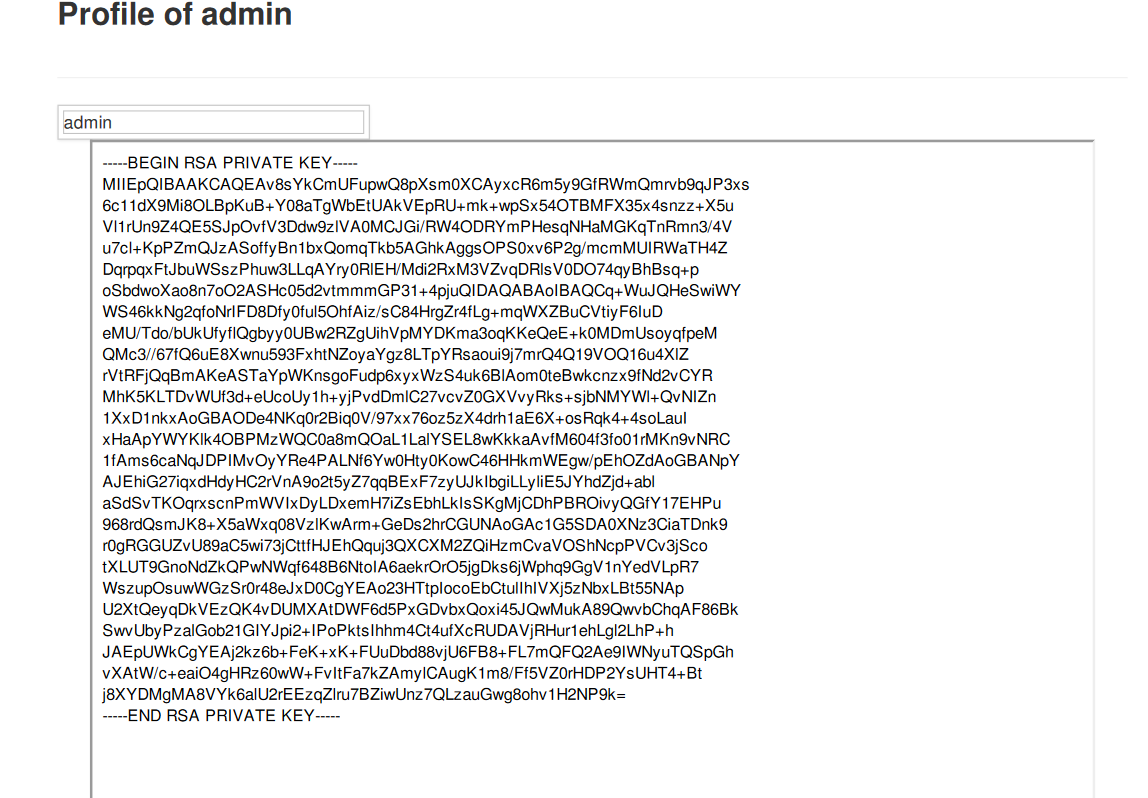 Profile of admin
admin
-----BEGIN RSA PRIVATE KEY-----
MIIEpQIBAAKCAQEAv8sYkCmUFupwQ8pXsm0XCAyxcR6m5y9GfRWmQmrvb9qJP3xs
6c11dX9Mi8OLBpKuB+Y08aTgWbEtUAkVEpRU+mk+wpSx54OTBMFX35x4snzz+X5u
Vl1rUn9Z4QE5SJpOvfV3Ddw9zlVA0MCJGi/RW4ODRYmPHesqNHaMGKqTnRmn3/4V
u7cl+KpPZmQJzASoffyBn1bxQomqTkb5AGhkAggsOPS0xv6P2g/mcmMUIRWaTH4Z
DqrpqxFtJbuWSszPhuw3LLqAYry0RlEH/Mdi2RxM3VZvqDRlsV0DO74qyBhBsq+p
oSbdwoXao8n7oO2ASHc05d2vtmmmGP31+4pjuQIDAQABAoIBAQCq+WuJQHeSwiWY
WS46kkNg2qfoNrIFD8Dfy0ful5OhfAiz/sC84HrgZr4fLg+mqWXZBuCVtiyF6IuD
eMU/Tdo/bUkUfyflQgbyy0UBw2RZgUihVpMYDKma3oqKKeQeE+k0MDmUsoyqfpeM
QMc3//67fQ6uE8Xwnu593FxhtNZoyaYgz8LTpYRsaoui9j7mrQ4Q19VOQ16u4XlZ
rVtRFjQqBmAKeASTaYpWKnsgoFudp6xyxWzS4uk6BlAom0teBwkcnzx9fNd2vCYR
MhK5KLTDvWUf3d+eUcoUy1h+yjPvdDmlC27vcvZ0GXVvyRks+sjbNMYWl+QvNIZn
1XxD1nkxAoGBAODe4NKq0r2Biq0V/97xx76oz5zX4drh1aE6X+osRqk4+4soLauI
xHaApYWYKlk4OBPMzWQC0a8mQOaL1LalYSEL8wKkkaAvfM604f3fo01rMKn9vNRC
1fAms6caNqJDPIMvOyYRe4PALNf6Yw0Hty0KowC46HHkmWEgw/pEhOZdAoGBANpY
AJEhiG27iqxdHdyHC2rVnA9o2t5yZ7qqBExF7zyUJkIbgiLLyliE5JYhdZjd+abl
aSdSvTKOqrxscnPmWVIxDyLDxemH7iZsEbhLkIsSKgMjCDhPBROivyQGfY17EHPu
968rdQsmJK8+X5aWxq08VzlKwArm+GeDs2hrCGUNAoGAc1G5SDA0XNz3CiaTDnk9
r0gRGGUZvU89aC5wi73jCttfHJEhQquj3QXCXM2ZQiHzmCvaVOShNcpPVCv3jSco
tXLUT9GnoNdZkQPwNWqf648B6NtoIA6aekrOrO5jgDks6jWphq9GgV1nYedVLpR7
WszupOsuwWGzSr0r48eJxD0CgYEAo23HTtplocoEbCtulIhIVXj5zNbxLBt55NAp
U2XtQeyqDkVEzQK4vDUMXAtDWF6d5PxGDvbxQoxi45JQwMukA89QwvbChqAF86Bk
SwvUbyPzalGob21GIYJpi2+IPoPktsIhhm4Ct4ufXcRUDAVjRHur1ehLgl2LhP+h
JAEpUWkCgYEAj2kz6b+FeK+xK+FUuDbd88vjU6FB8+FL7mQFQ2Ae9IWNyuTQSpGh
vXAtW/c+eaiO4gHRz60wW+FvItFa7kZAmylCAugK1m8/Ff5VZ0rHDP2YsUHT4+Bt
j8XYDMgMA8VYk6alU2rEEzqZlru7BZiwUnz7QLzauGwg8ohv1H2NP9k=
-----END RSA PRIVATE KEY-----